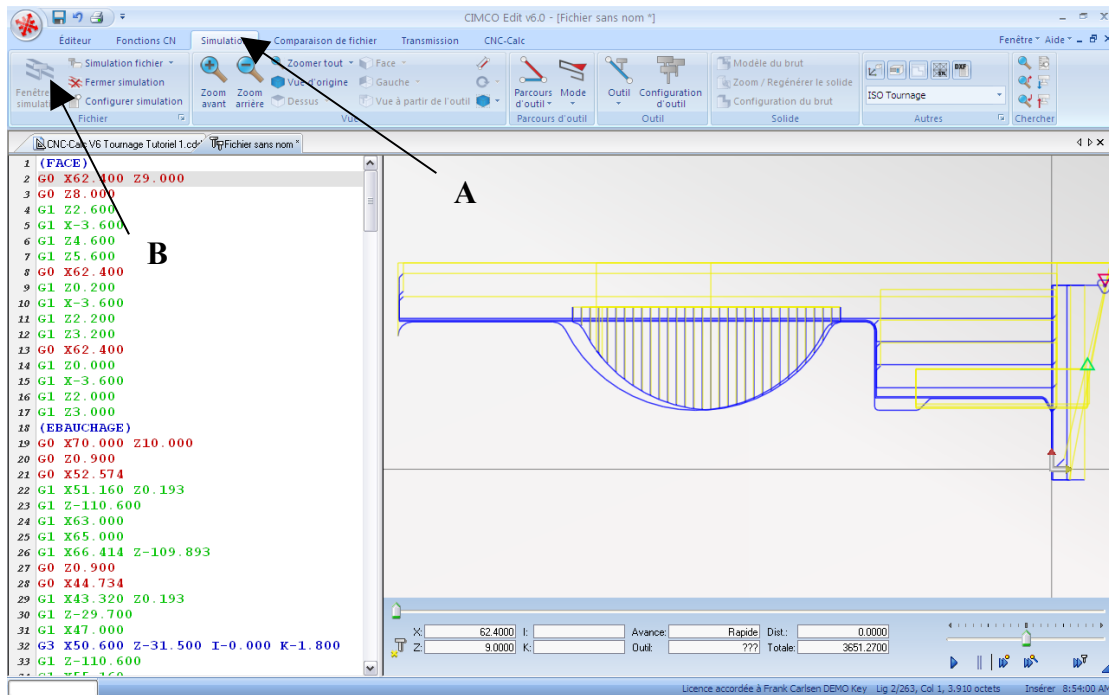 CIMCO Edit v6.0 - [Fichier sans nom *]
Éditeur Fonctions CN Simulation Comparaison de fichier Transmission CNC-Calc Fenêtre Aide
Simulation fichier
Fermer simulation
Configurer simulation
Fenêtre
simulat
Fichier
Zoom
avant
Zoom
arrière
Zoomer tout
Vue d'origine
Dessus
Face
Gauche
Vue à partir de l'outil
Vue
Parcours
d'outil
Mode
Parcours d'outil
Outil
Configuration
d'outil
Outil
Modèle du brut
Zoom / Regénérer le solide
Configuration du brut
Solide
DXF
ISO Tournage
Autres
Chercher
CNC-Calc V6 Tournage Tutoriel 1.cdd Fichier sans nom *
1 (FACE)
2 G0 X62.400 Z9.000
3 G0 Z8.000
4 G1 Z2.600
5 G1 X-3.600
6 G1 Z4.600
7 G1 Z5.600
8 G0 X62.400
9 G1 Z0.200
10 G1 X-3.600
11 G1 Z2.200
12 G1 Z3.200
13 G0 X62.400
14 G1 Z0.000
15 G1 X-3.600
16 G1 Z2.000
17 G1 Z3.000
18 (EBAUCHAGE)
19 G0 X70.000 Z10.000
20 G0 Z0.900
21 G0 X52.574
22 G1 X51.160 Z0.193
23 G1 Z-110.600
24 G1 X63.000
25 G1 X65.000
26 G1 X66.414 Z-109.893
27 G0 Z0.900
28 G0 X44.734
29 G1 X43.320 Z0.193
30 G1 Z-29.700
31 G1 X47.000
32 G3 X50.600 Z-31.500 I-0.000 K-1.800
33 G1 Z-110.600
A
B
X: 62.4000 I: Avance: Rapide Dist.: 0.0000
Z: 9.0000 K: Outil: ??? Totale: 3651.2700
Licence accordée à Frank Carlsen DEMO Key Lig 2/263, Col 1, 3.910 octets Insérer 8:54:00 AM